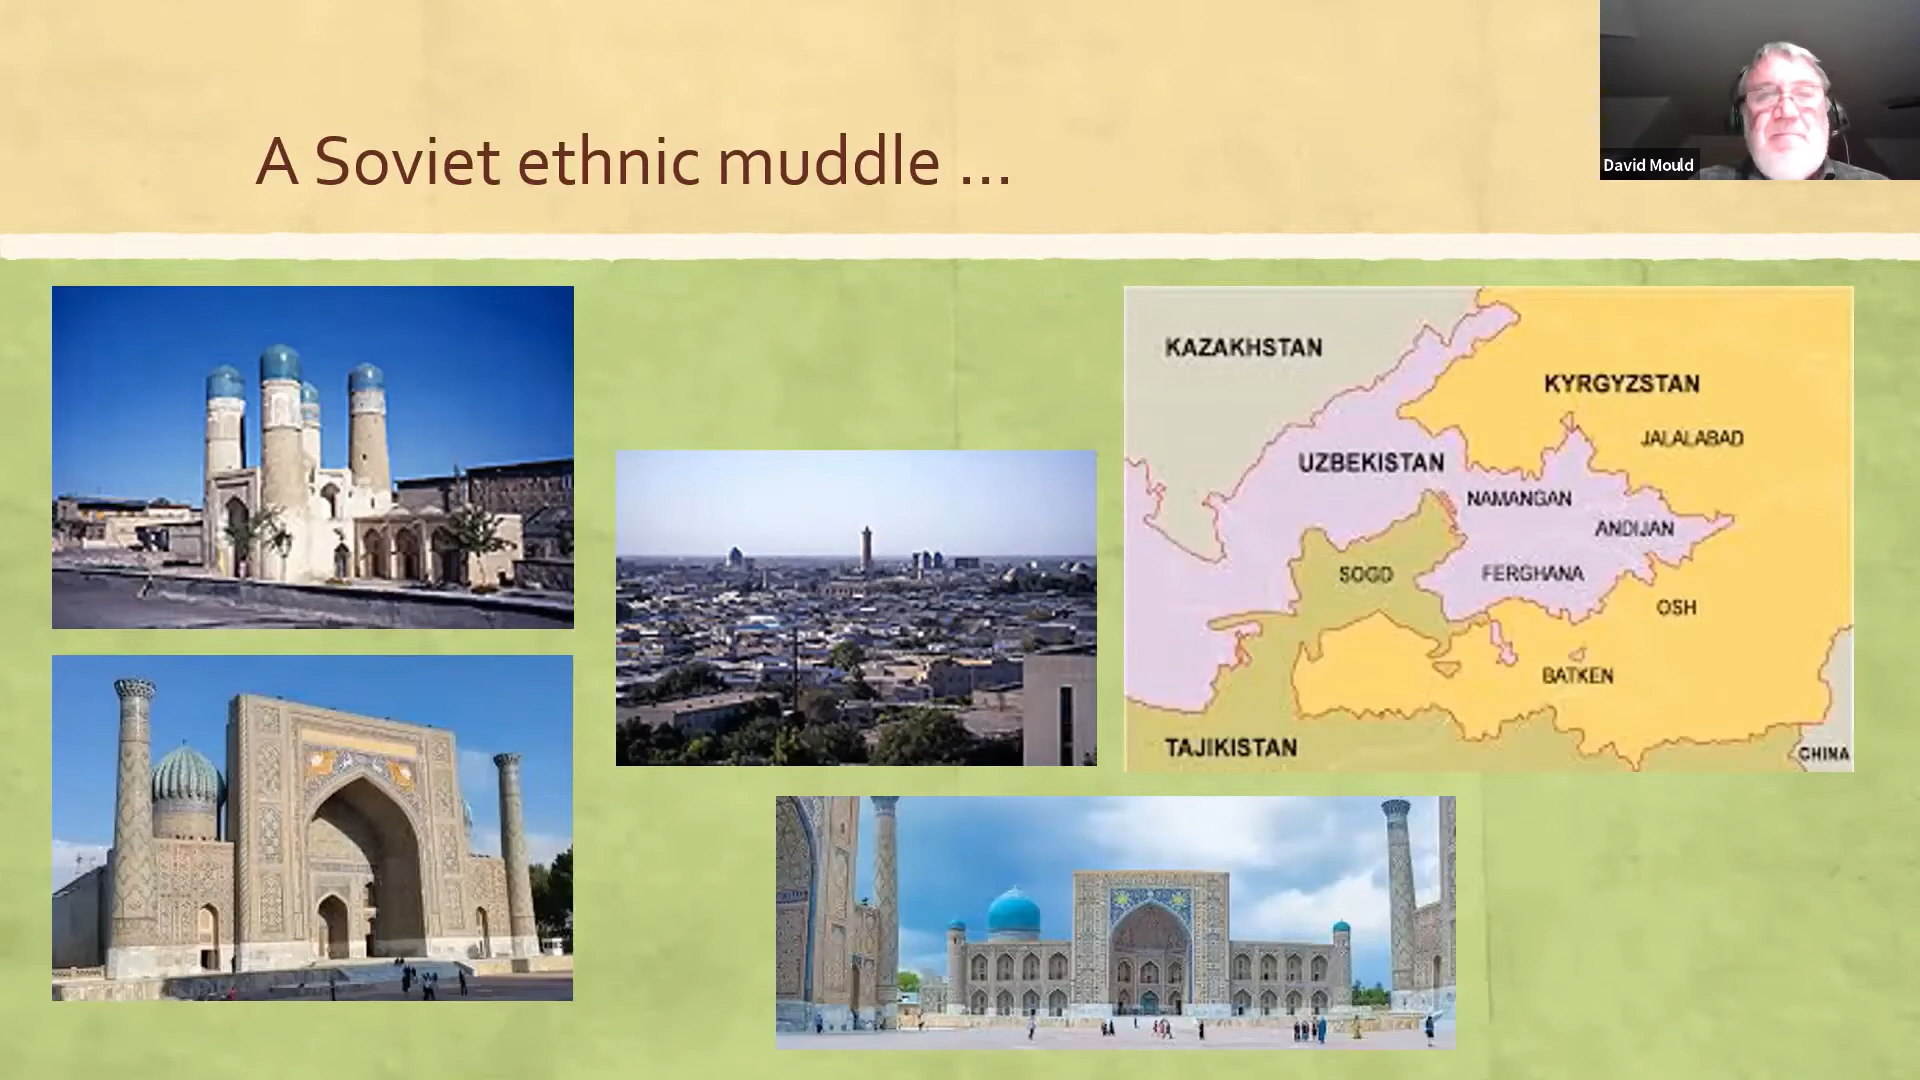 A Soviet ethnic muddle ...
David Mould
KAZAKHSTAN
KYRGYZSTAN
JALALABAD
UZBEKISTAN
NAMANGAN
ANDIJAN
SOGD
FERGHANA
OSH
BATKEN
TAJIKISTAN
CHINA